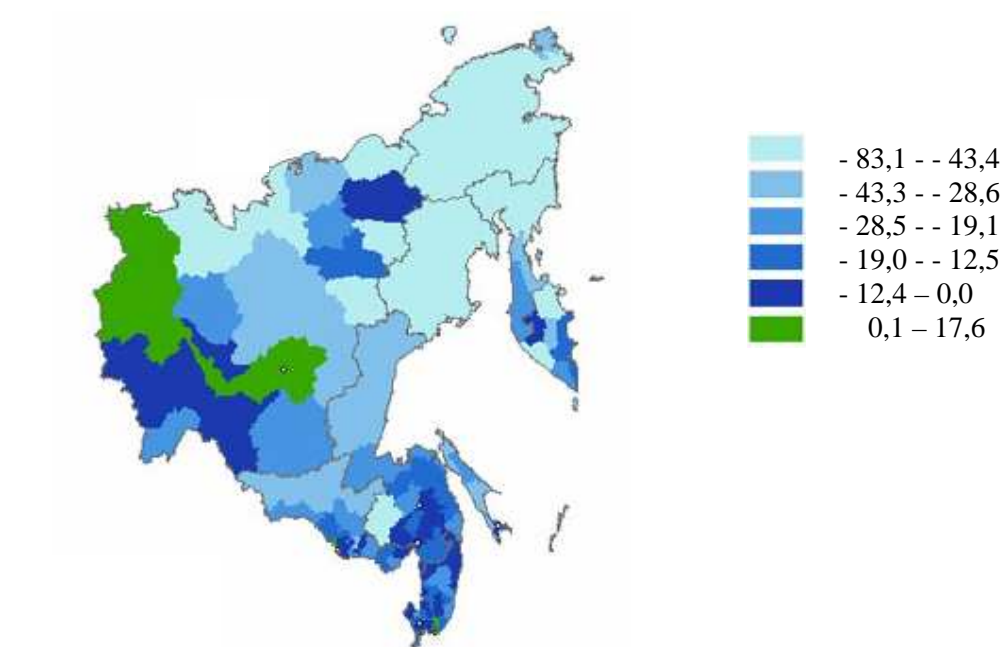 - 83,1 - - 43,4
- 43,3 - - 28,6
- 28,5 - - 19,1
- 19,0 - - 12,5
- 12,4 – 0,0
0,1 – 17,6